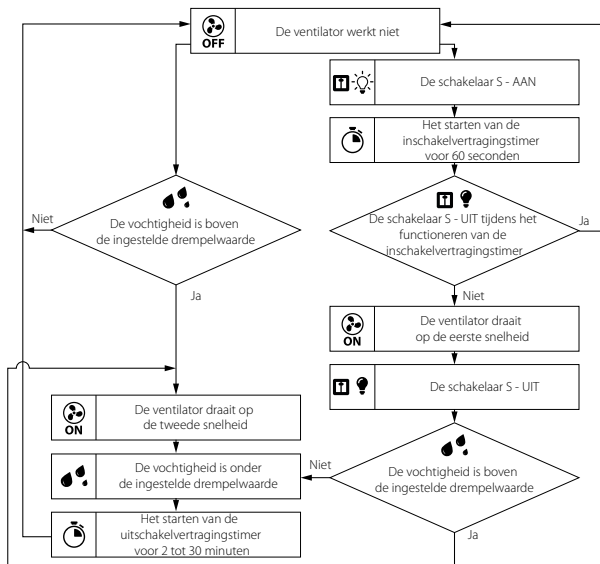 OFF
De ventilator werkt niet
De schakelaar S - AAN
Het starten van de
inschakelvertragingstimer
voor 60 seconden
Niet
De vochtigheid is boven
de ingestelde drempelwaarde
De schakelaar S - UIT tijdens het
functioneren van de
inschakelvertragingstimer
Ja
Ja
Niet
ON
De ventilator draait
op de eerste snelheid
De schakelaar S - UIT
ON
De ventilator draait op
de tweede snelheid
De vochtigheid is onder
de ingestelde drempelwaarde
Niet
De vochtigheid is boven
de ingestelde drempelwaarde
Het starten van de
uitschakelvertragingstimer
voor 2 tot 30 minuten
Ja